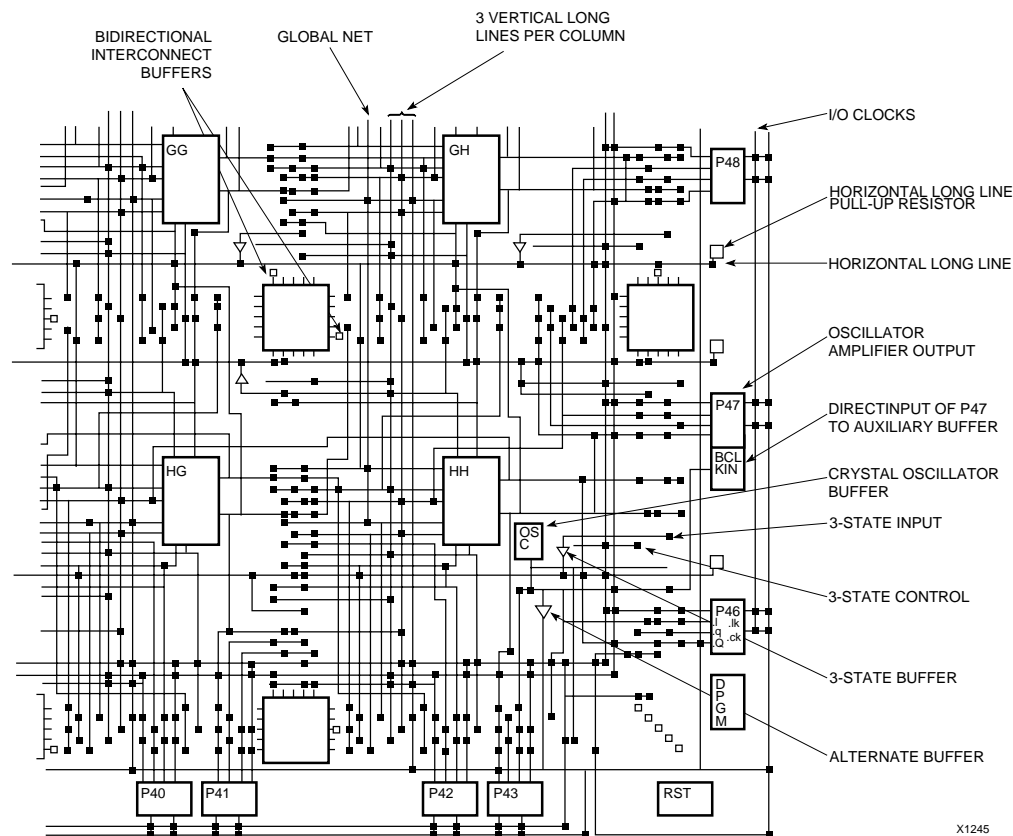 3 VERTICAL LONG
LINES PER COLUMN
BIDIRECTIONAL
INTERCONNECT
BUFFERS
GLOBAL NET
I/O CLOCKS
GG
GH
P48
HORIZONTAL LONG LINE
PULL-UP RESISTOR
HORIZONTAL LONG LINE
OSCILLATOR
AMPLIFIER OUTPUT
P47
DIRECTINPUT OF P47
TO AUXILIARY BUFFER
BCL
KIN
HG
HH
CRYSTAL OSCILLATOR
BUFFER
OS
C
3-STATE INPUT
3-STATE CONTROL
P46
.l .lk
.q
Q .ck
3-STATE BUFFER
D
P
G
M
ALTERNATE BUFFER
P40
P41
P42
P43
RST
X1245